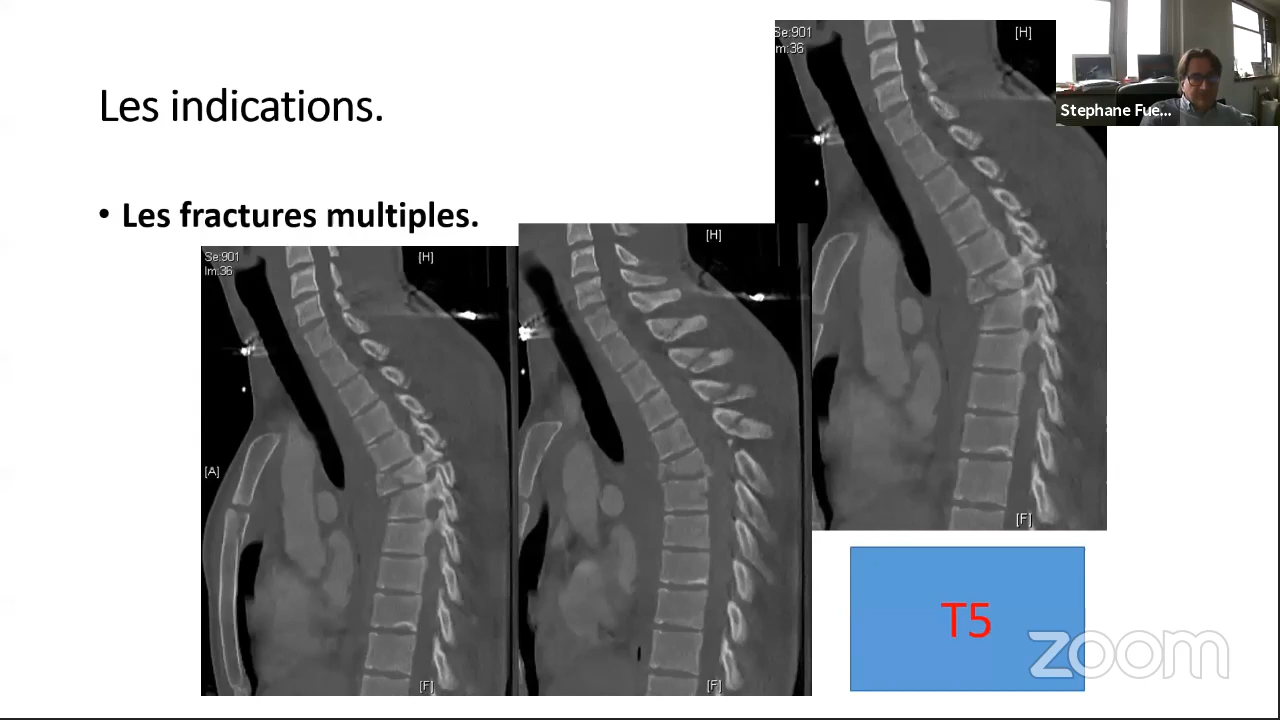 Les indications.
• Les fractures multiples.
Se:901
Im:36
[H]
[A]
[F]
[H]
[F]
Se:901
Im:36
[H]
[F]
Stephane Fue...
T5
zoom